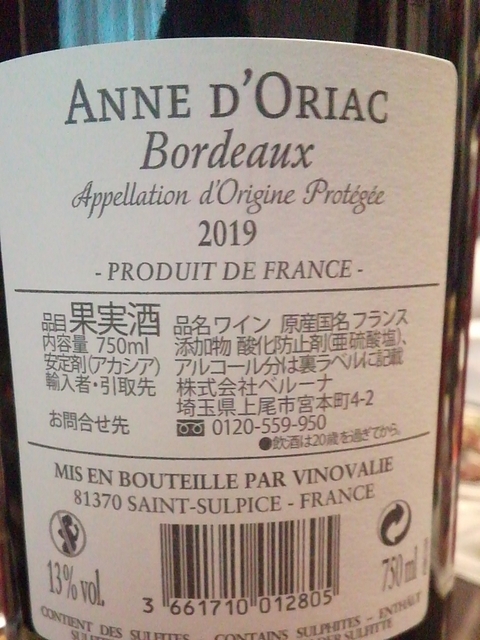 ANNE D'ORIAC
Bordeaux
Appellation d'Origine Protégée
2019
- PRODUIT DE FRANCE -
品目 果実酒 品名 ワイン 原産国名 フランス
内容量 750ml 添加物 酸化防止剤(亜硫酸塩)、
安定剤(アカシア) アルコール分は裏ラベルに記載
輸入者・引取先 株式会社ベルーナ
埼玉県上尾市宮本町4-2
お問合せ先 0120-559-950
●飲酒は20歳を過ぎてから。
MIS EN BOUTEILLE PAR VINOVALIE
81370 SAINT-SULPICE - FRANCE
13% vol. 750 ml
3 661710 012805
CONTIENT DES SULFITES - CONTAINS SULPHITES - ENTHÄLT